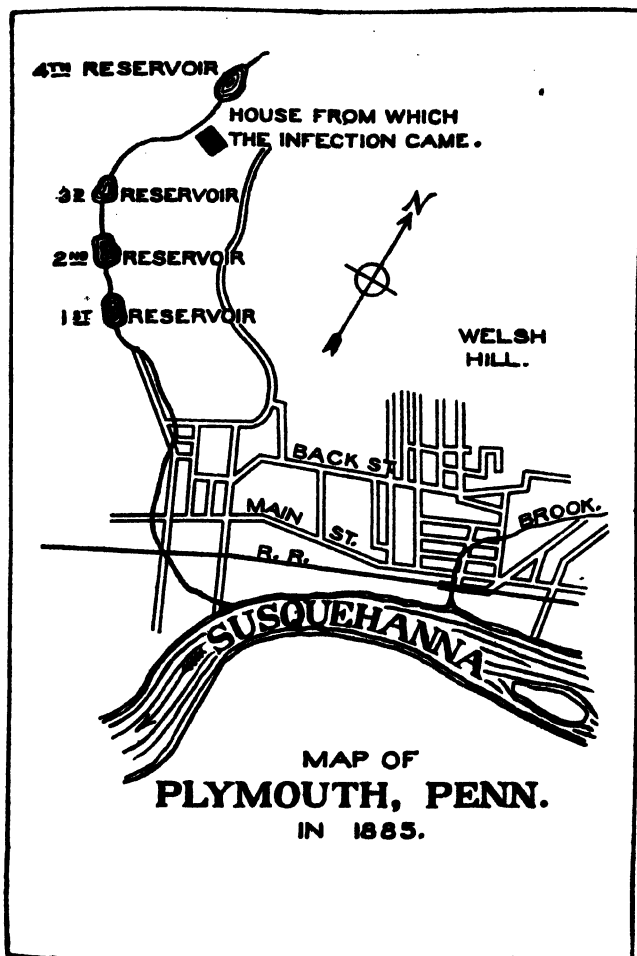 4TH RESERVOIR
HOUSE FROM WHICH
THE INFECTION CAME.
3R RESERVOIR
N
2ND RESERVOIR
1ST RESERVOIR
WELSH
HILL.
BACK ST
MAIN ST.
BROOK.
R. R.
SUSQUEHANNA
MAP OF
PLYMOUTH, PENN.
IN 1885.